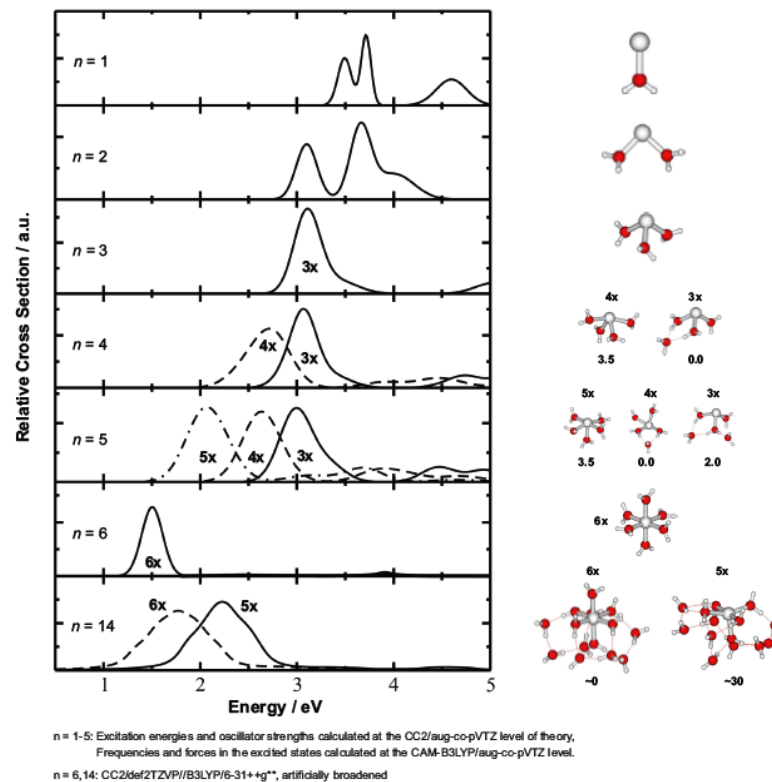 n = 1
n = 2
n = 3
3x
n = 4
4x
3x
n = 5
5x
4x
3x
n = 6
6x
n = 14
6x
5x
1
2
3
4
5
Energy / eV
Relative Cross Section / a.u.
4x
3x
3.5
0.0
5x
4x
3x
3.5
0.0
2.0
6x
6x
5x
~0
~30
n = 1-5: Excitation energies and oscillator strengths calculated at the CC2/aug-cc-pVTZ level of theory,
Frequencies and forces in the excited states calculated at the CAM-B3LYP/aug-cc-pVTZ level.
n = 6,14: CC2/def2TZVP//B3LYP/6-31++g**, artificially broadened